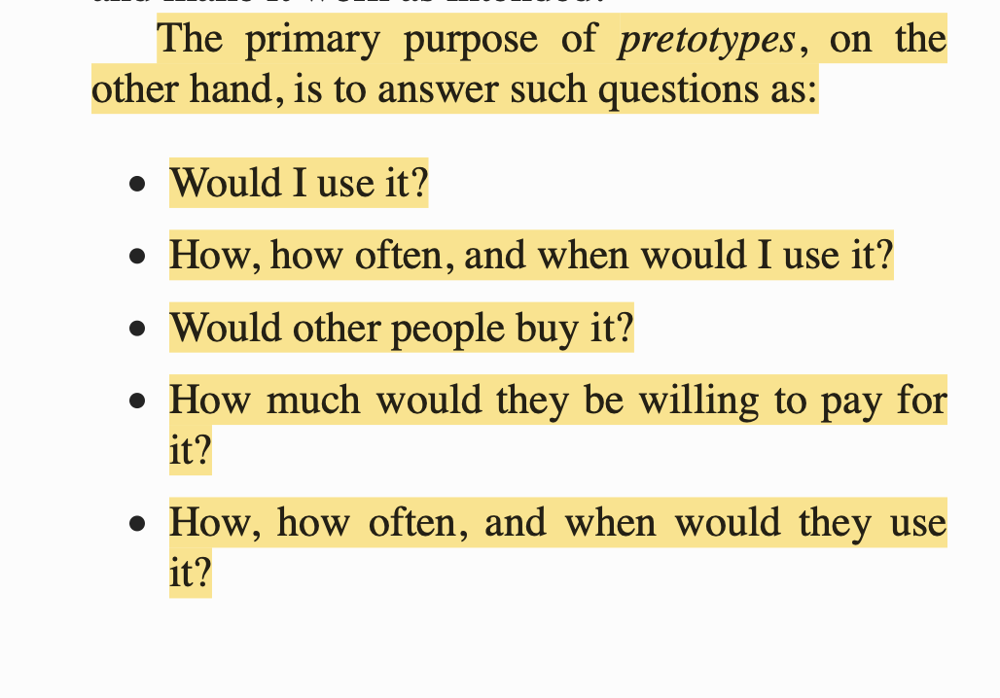 The primary purpose of pretotypes, on the
other hand, is to answer such questions as:
• Would I use it?
• How, how often, and when would I use it?
• Would other people buy it?
• How much would they be willing to pay for
it?
• How, how often, and when would they use
it?